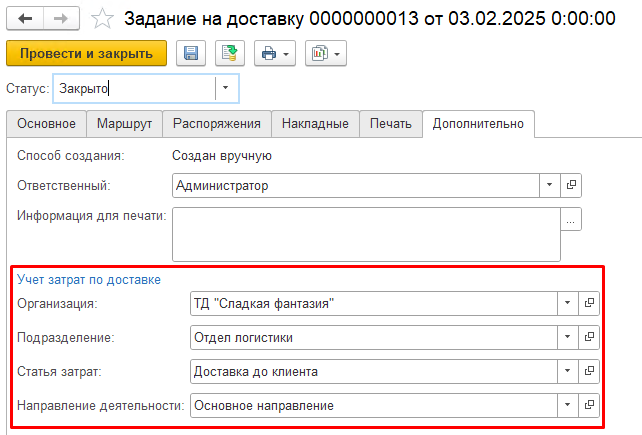 Задание на доставку 0000000013 от 03.02.2025 0:00:00
Провести и закрыть
Статус: Закрыто
Основное Маршрут Распоряжения Накладные Печать Дополнительно
Способ создания: Создан вручную
Ответственный: Администратор
Информация для печати: ...
Учет затрат по доставке
Организация: ТД "Сладкая фантазия"
Подразделение: Отдел логистики
Статья затрат: Доставка до клиента
Направление деятельности: Основное направление